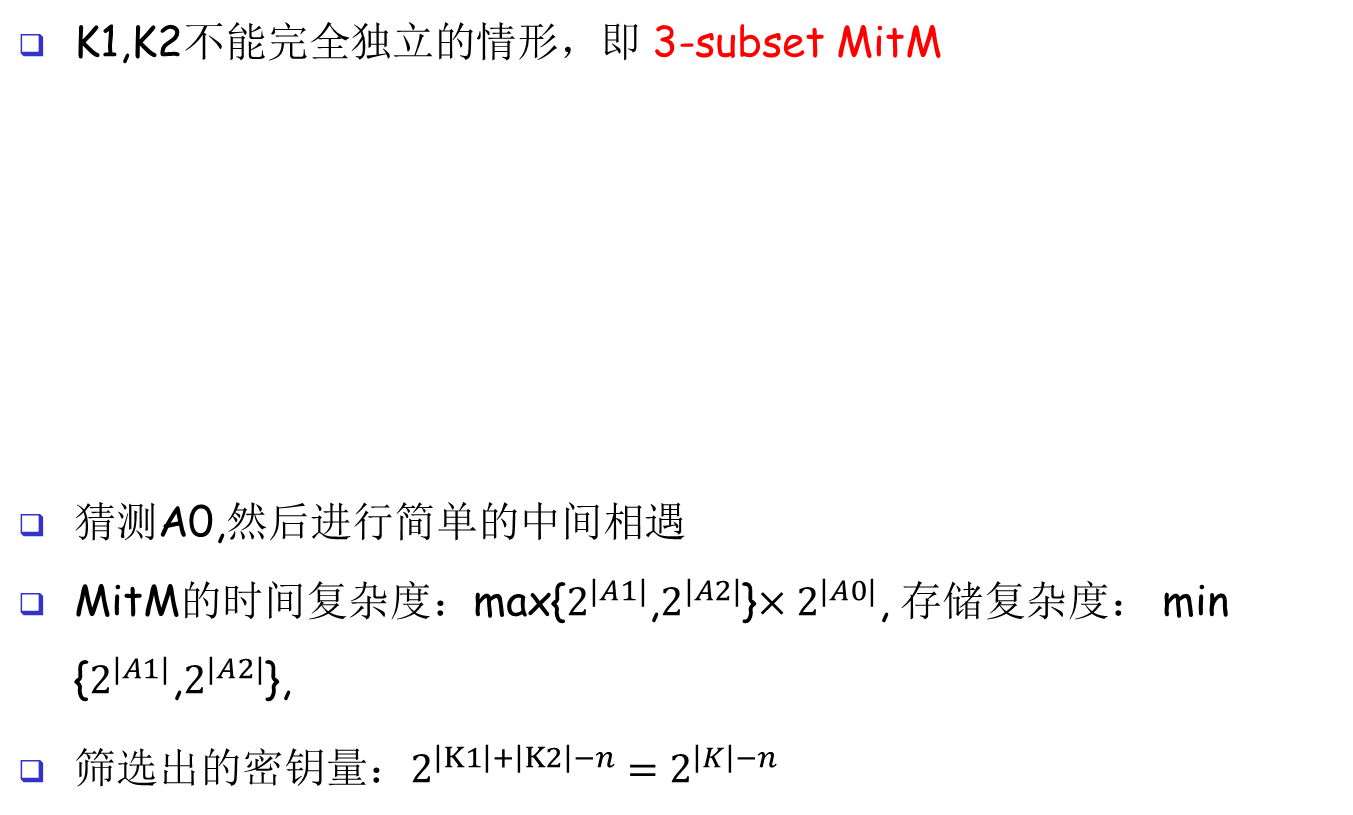 K1,K2不能完全独立的情形，即 3-subset MitM
猜测A0,然后进行简单的中间相遇
MitM的时间复杂度：max{2^{|A1|},2^{|A2|}}× 2^{|A0|}, 存储复杂度： min
{2^{|A1|},2^{|A2|}},
筛选出的密钥量：2^{|K1|+|K2|−n} = 2^{|K|−n}